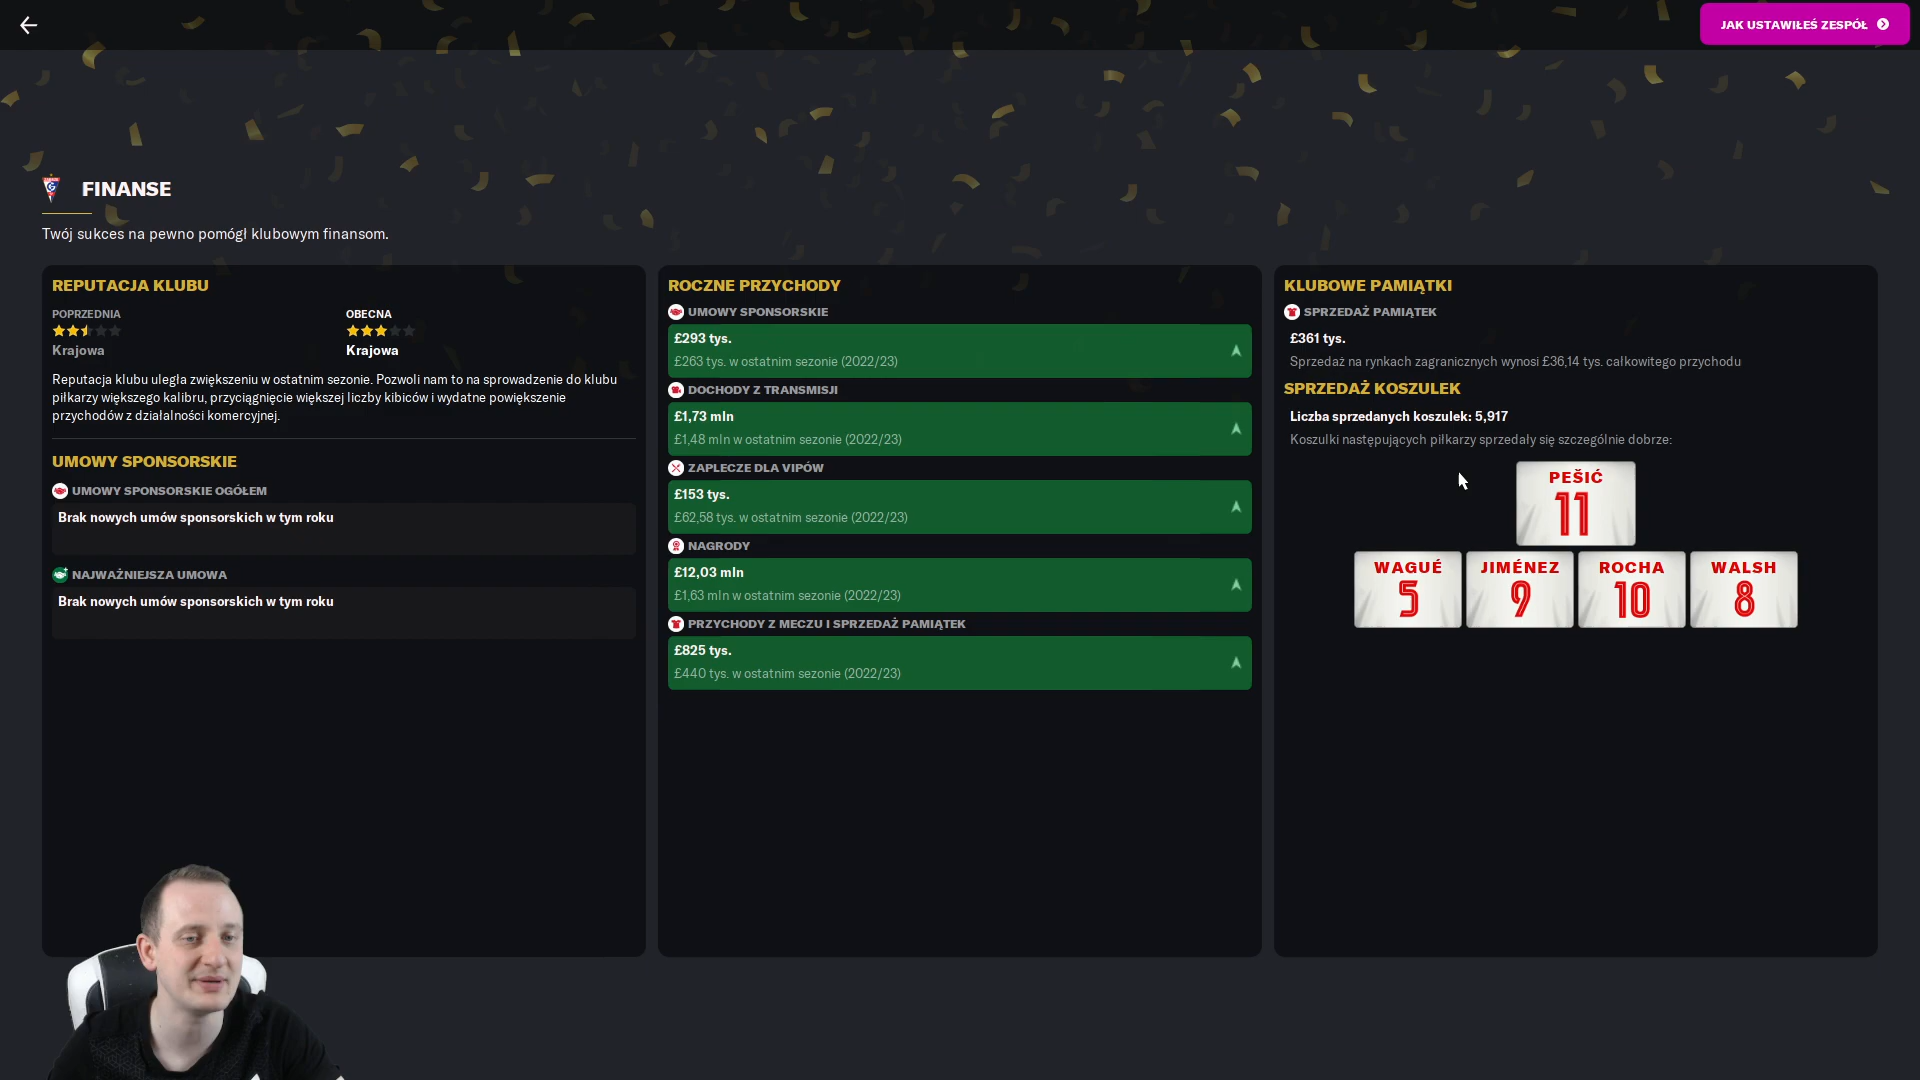 JAK USTAWIŁEŚ ZESPÓŁ
FINANSE
Twój sukces na pewno pomógł klubowym finansom.
REPUTACJA KLUBU
POPRZEDNIA
OBECNA
Krajowa
Krajowa
Reputacja klubu uległa zwiększeniu w ostatnim sezonie. Pozwoli nam to na sprowadzenie do klubu
piłkarzy większego kalibru, przyciągnięcie większej liczby kibiców i wydatne powiększenie
przychodów z działalności komercyjnej.
UMOWY SPONSORSKIE
UMOWY SPONSORSKIE OGÓŁEM
Brak nowych umów sponsorskich w tym roku
NAJWAŻNIEJSZA UMOWA
Brak nowych umów sponsorskich w tym roku
ROCZNE PRZYCHODY
UMOWY SPONSORSKIE
£293 tys.
£263 tys. w ostatnim sezonie (2022/23)
DOCHODY Z TRANSMISJI
£1,73 mln
£1,48 mln w ostatnim sezonie (2022/23)
ZAPLECZE DLA VIPÓW
£153 tys.
£62,58 tys. w ostatnim sezonie (2022/23)
NAGRODY
£12,03 mln
£1,63 mln w ostatnim sezonie (2022/23)
PRZYCHODY Z MECZU I SPRZEDAŻ PAMIĄTEK
£825 tys.
£440 tys. w ostatnim sezonie (2022/23)
KLUBOWE PAMIĄTKI
SPRZEDAŻ PAMIĄTEK
£361 tys.
Sprzedaż na rynkach zagranicznych wynosi £36,14 tys. całkowitego przychodu
SPRZEDAŻ KOSZULEK
Liczba sprzedanych koszulek: 5,917
Koszulki następujących piłkarzy sprzedały się szczególnie dobrze:
PEŠIĆ
11
WAGUÉ
5
JIMÉNEZ
9
ROCHA
10
WALSH
8